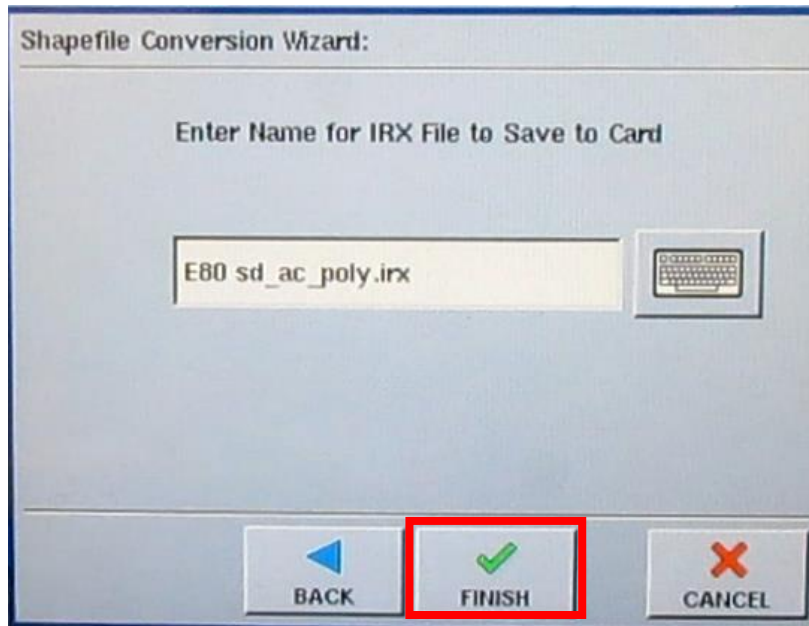 Shapefile Conversion Wizard:
Enter Name for IRX File to Save to Card
E80 sd_ac_poly.irx
BACK
FINISH
CANCEL